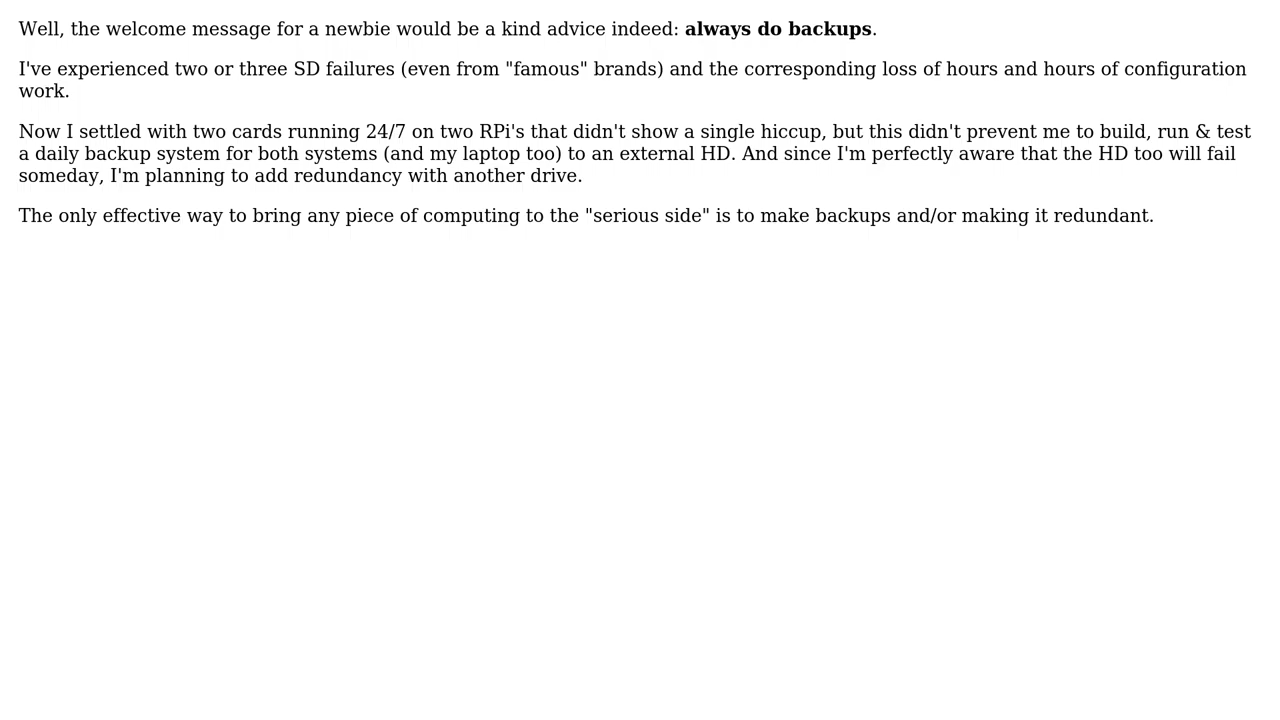 Well, the welcome message for a newbie would be a kind advice indeed: always do backups.
I've experienced two or three SD failures (even from "famous" brands) and the corresponding loss of hours and hours of configuration
work.
Now I settled with two cards running 24/7 on two RPi's that didn't show a single hiccup, but this didn't prevent me to build, run & test
a daily backup system for both systems (and my laptop too) to an external HD. And since I'm perfectly aware that the HD too will fail
someday, I'm planning to add redundancy with another drive.
The only effective way to bring any piece of computing to the "serious side" is to make backups and/or making it redundant.